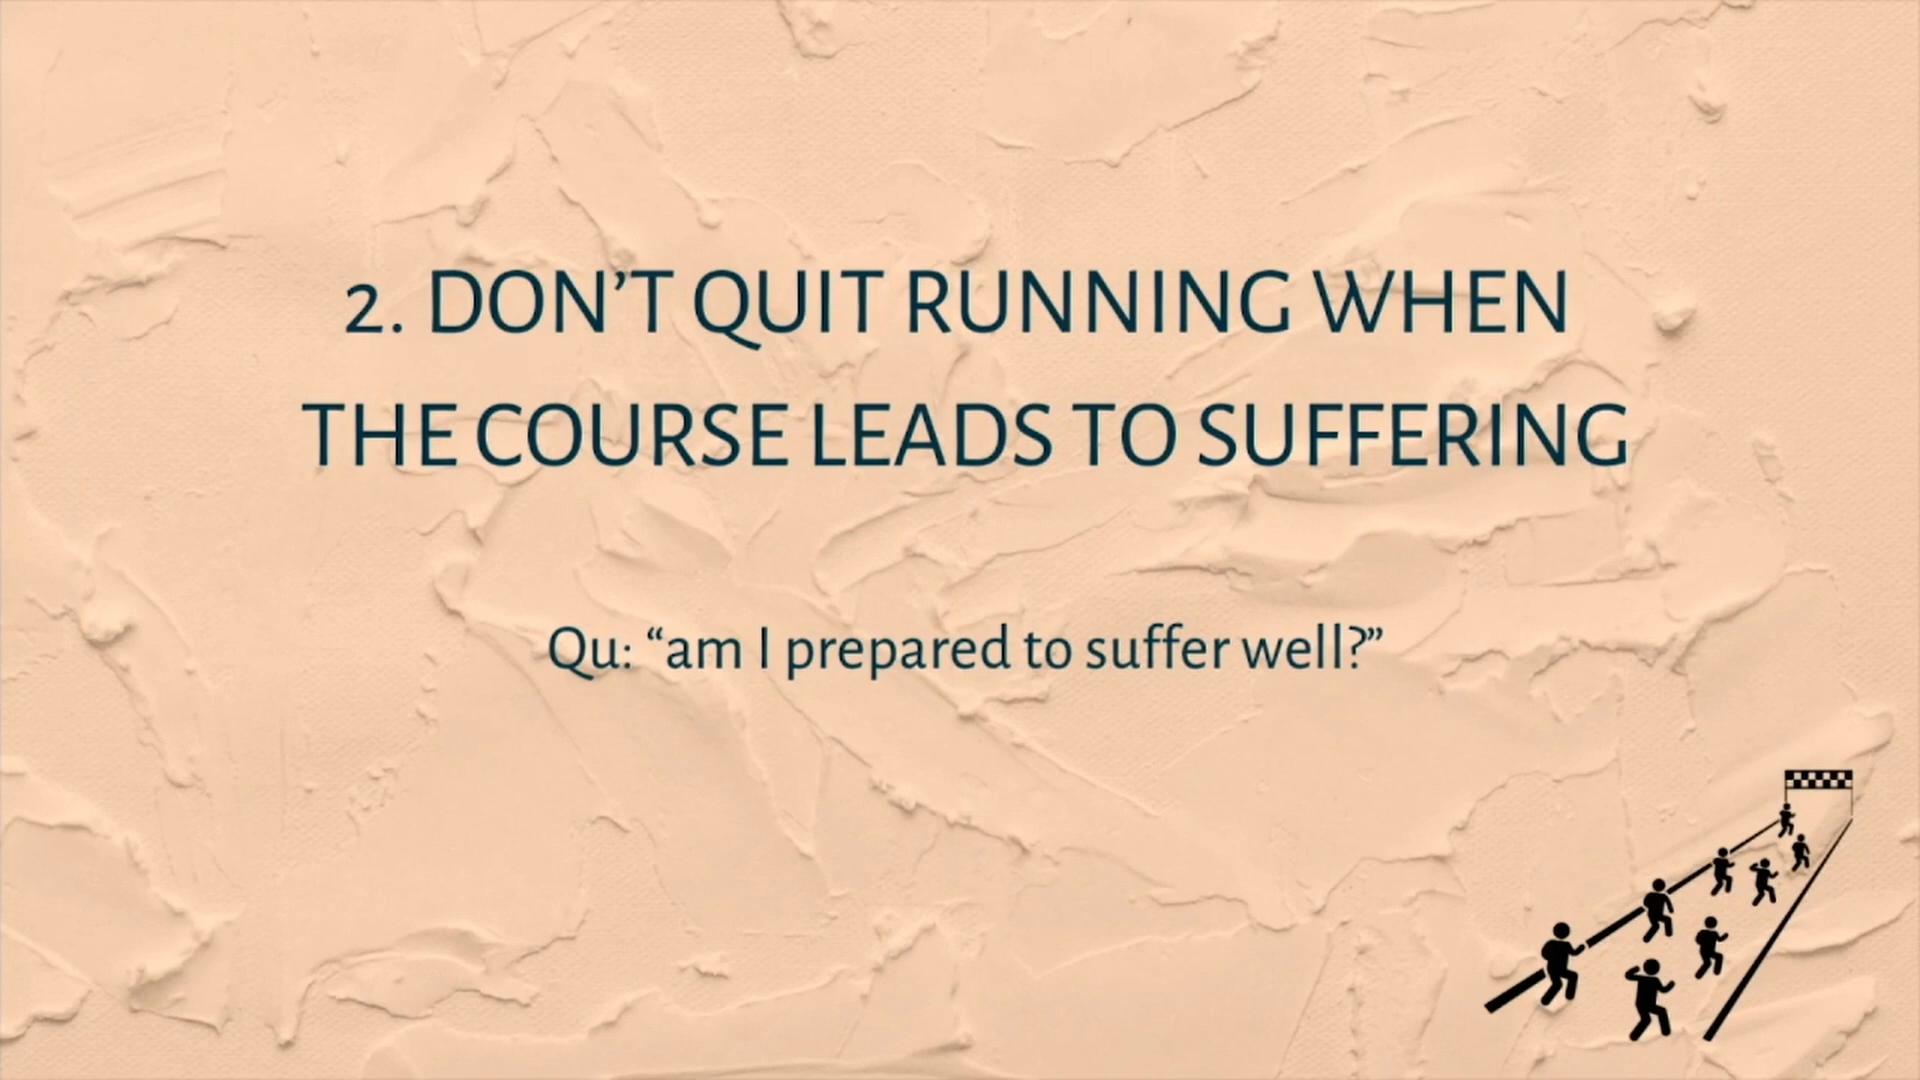 2. DON’T QUIT RUNNING WHEN
THE COURSE LEADS TO SUFFERING
Qu: “am I prepared to suffer well?”